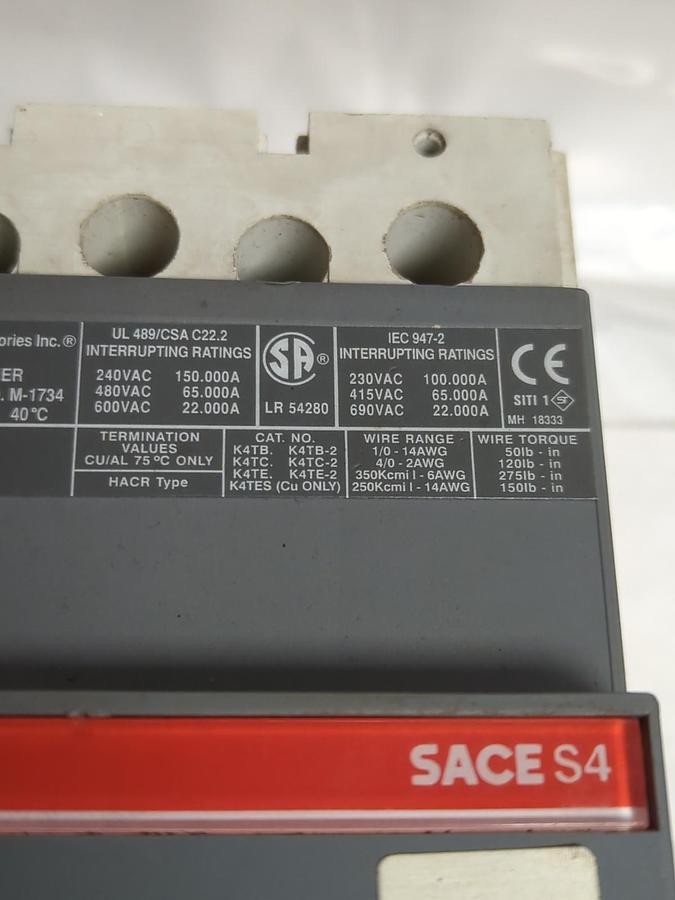 ories Inc.®
ER
. M-1734
40°C
UL 489/CSA C22.2
INTERRUPTING RATINGS
240VAC 150.000A
480VAC 65.000A
600VAC 22.000A
SA ®
LR 54280
IEC 947-2
INTERRUPTING RATINGS
230VAC 100.000A
415VAC 65.000A
690VAC 22.000A
CE
SITI 1
MH 18333
TERMINATION
VALUES
CU/AL 75 °C ONLY
HACR Type
CAT. NO.
K4TB. K4TB-2
K4TC. K4TC-2
K4TE. K4TE-2
K4TES (Cu ONLY)
WIRE RANGE
1/0 - 14AWG
4/0 - 2AWG
350Kcmil - 6AWG
250Kcmil - 14AWG
WIRE TORQUE
50lb - in
120lb - in
275lb - in
150lb - in
SACE S4